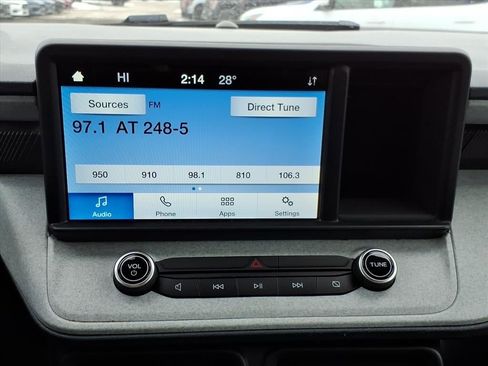 HI 2:14 28°
Sources FM Direct Tune
97.1 AT 248-5
950 910 98.1 810 106.3
Audio Phone Apps Settings
VOL TUNE